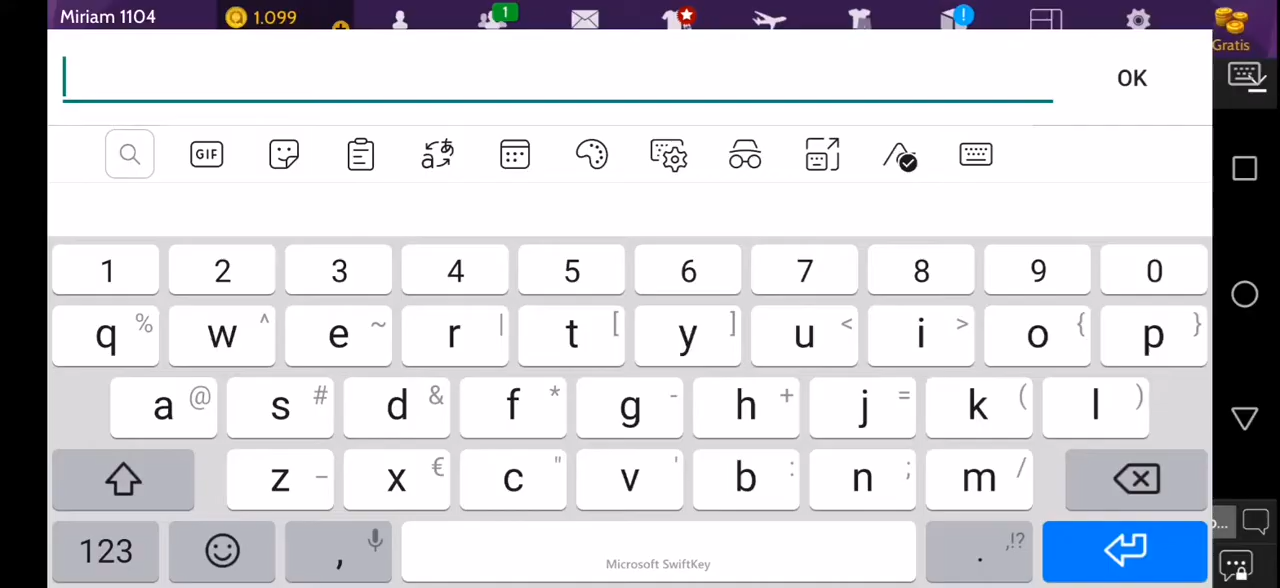 Miriam 1104 1.099 1 ! Gratis
OK
GIF
1 2 3 4 5 6 7 8 9 0
q % w ^ e ~ r | t [ y ] u < i > o { p }
a @ s # d & f * g - h + j = k ( l )
z _ x € c " v ' b : n ; m /
123 , Microsoft SwiftKey . ,!?